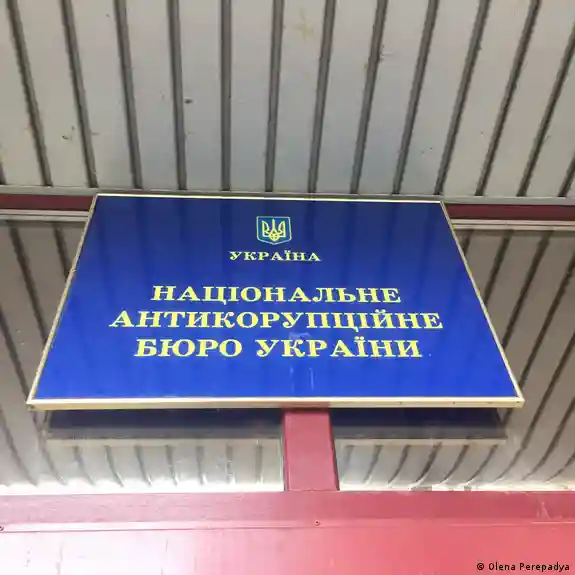 УКРАЇНА
НАЦІОНАЛЬНЕ
АНТИКОРУПЦІЙНЕ
БЮРО УКРАЇНИ
© Olena Perepadya